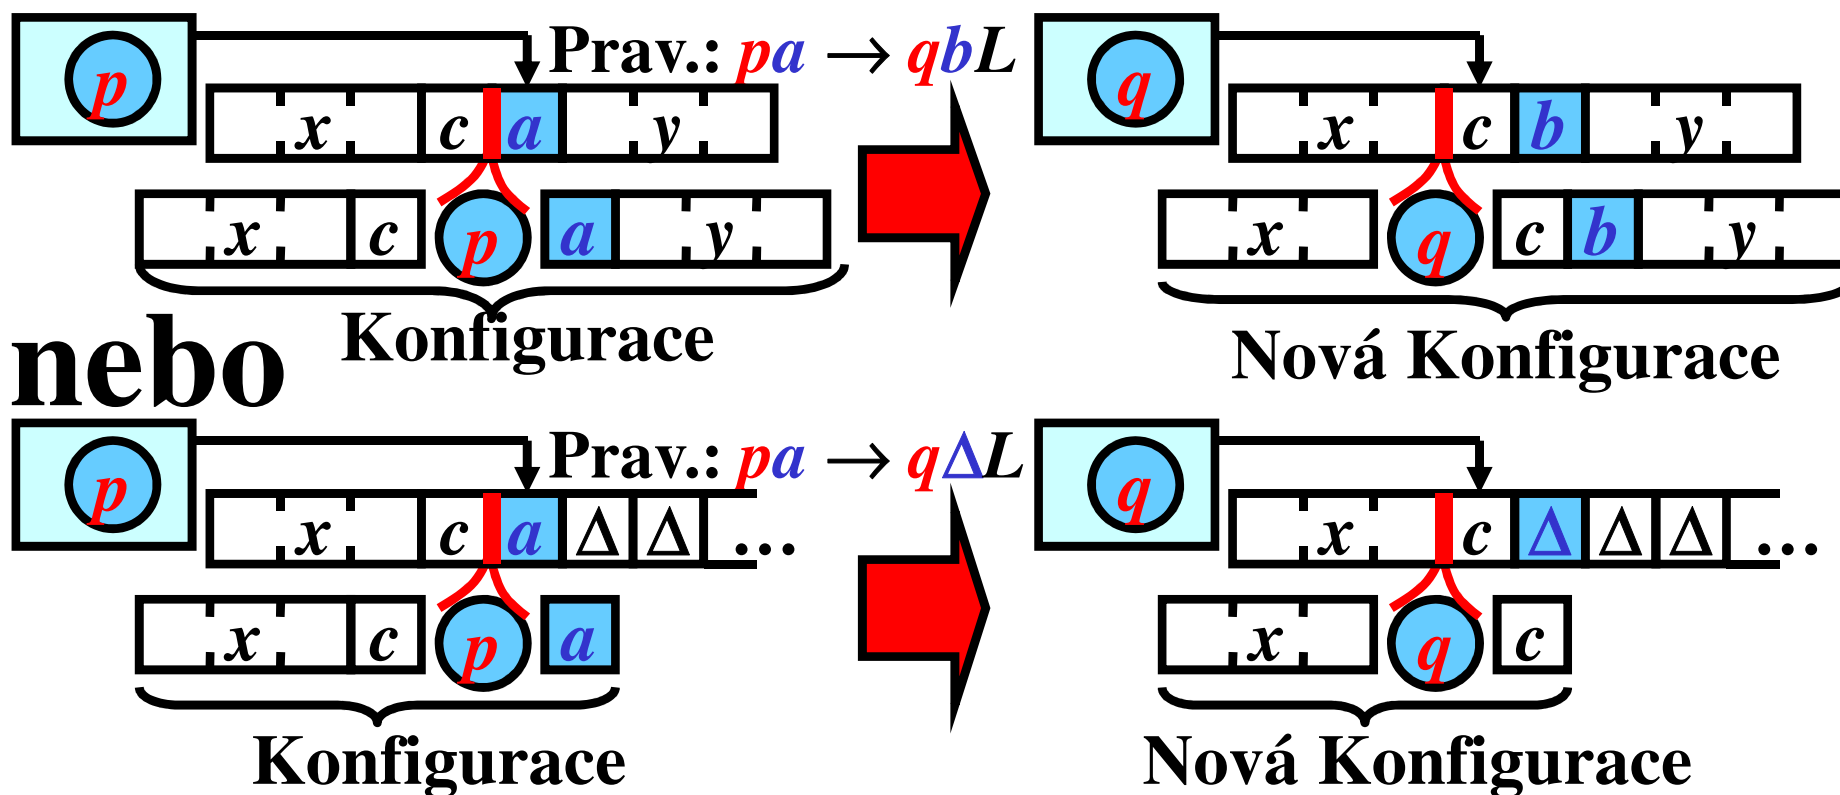 p
Prav.: pa → qbL
q
x c a y
x c b y
x c p a y
x q c b y
Konfigurace
Nová Konfigurace
nebo
p
Prav.: pa → qΔL
q
x c a Δ Δ ...
x c Δ Δ Δ ...
x c p a
x q c
Konfigurace
Nová Konfigurace